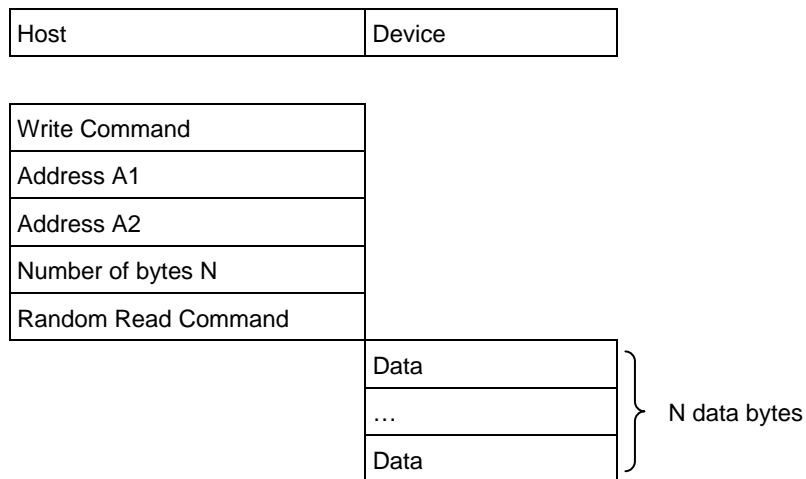 Host Device
Write Command
Address A1
Address A2
Number of bytes N
Random Read Command
Data
…
N data bytes
Data